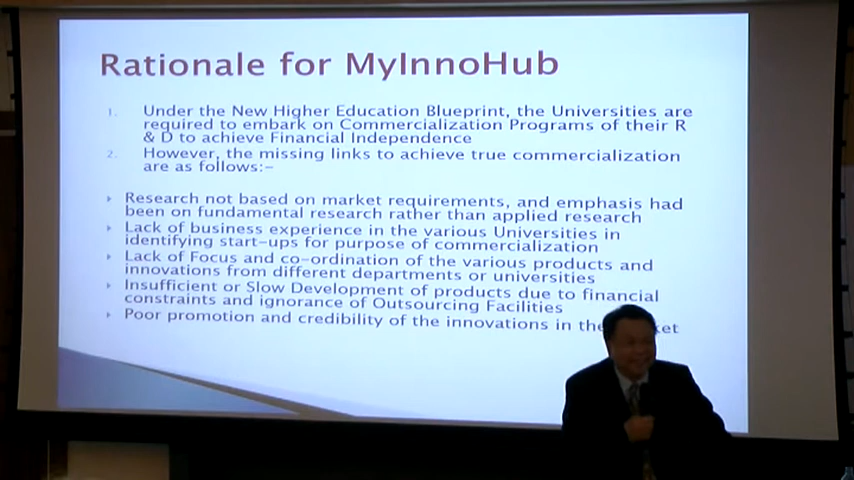 Rationale for MyInnoHub
1. Under the New Higher Education Blueprint, the Universities are
required to embark on Commercialization Programs of their R
& D to achieve Financial Independence
2. However, the missing links to achieve true commercialization
are as follows:-
Research not based on market requirements, and emphasis had
been on fundamental research rather than applied research
Lack of business experience in the various Universities in
identifying start-ups for purpose of commercialization
Lack of Focus and co-ordination of the various products and
innovations from different departments or universities
Insufficient or Slow Development of products due to financial
constraints and ignorance of Outsourcing Facilities
Poor promotion and credibility of the innovations in the